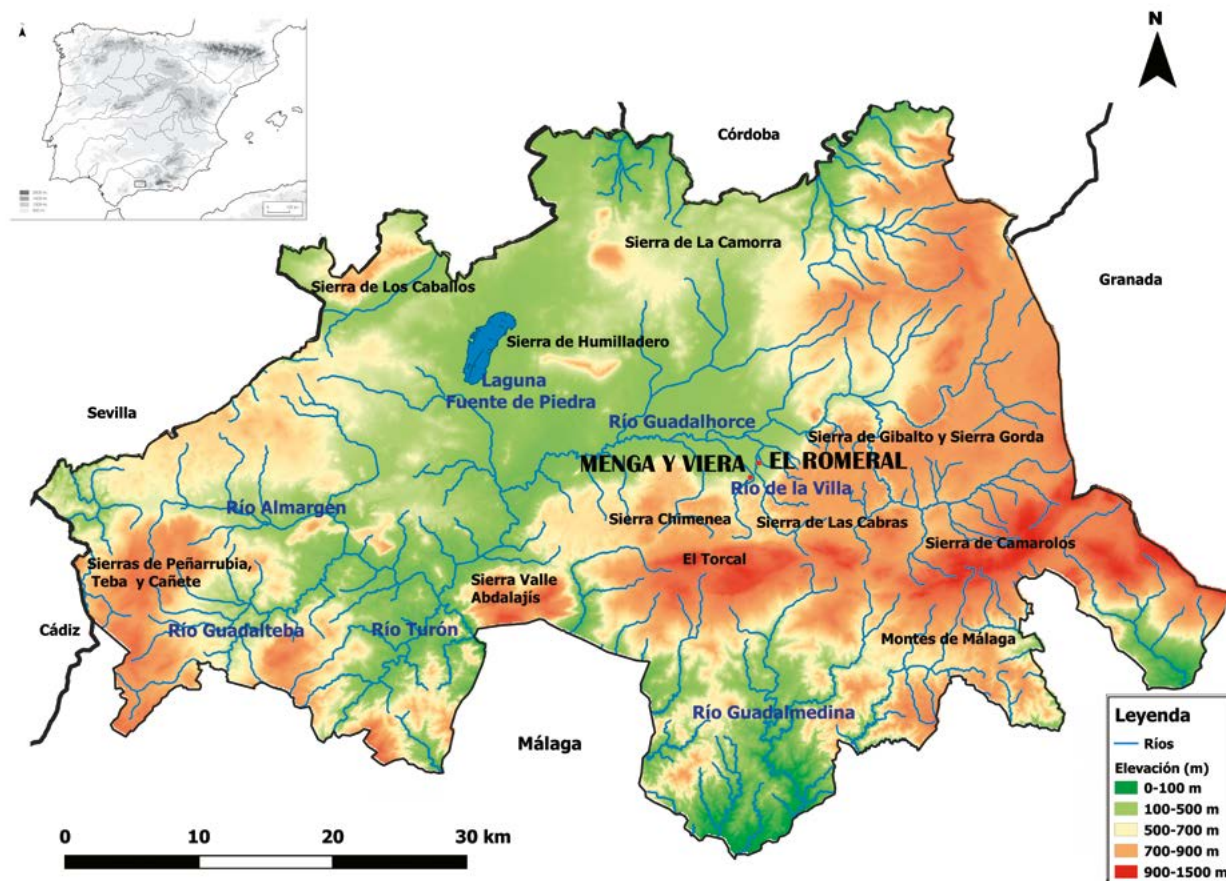 N
Córdoba
Sierra de La Camorra
Sierra de Los Caballos
Granada
Sierra de Humilladero
Laguna
Fuente de Piedra
Sevilla
Río Guadalhorce
Sierra de Gibalto y Sierra Gorda
MENGA Y VIERA
EL ROMERAL
Río de la Villa
Río Almargen
Sierra Chimenea
Sierra de Las Cabras
Sierra de Camarolos
Sierras de Peñarrubia,
Teba y Cañete
El Torcal
Sierra Valle
Abdalajís
Cádiz
Río Guadalteba
Río Turón
Montes de Málaga
Río Guadalmedina
Málaga
Leyenda
Ríos
Elevación (m)
0-100 m
100-500 m
500-700 m
700-900 m
900-1500 m
0 10 20 30 km